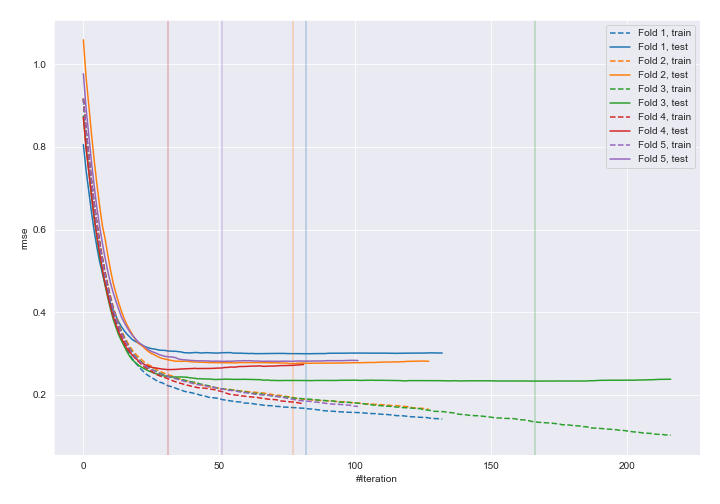 Fold 1, train
Fold 1, test
Fold 2, train
Fold 2, test
Fold 3, train
Fold 3, test
Fold 4, train
Fold 4, test
Fold 5, train
Fold 5, test
1.0
0.8
0.6
0.4
0.2
rmse
0 50 100 150 200
#Iteration